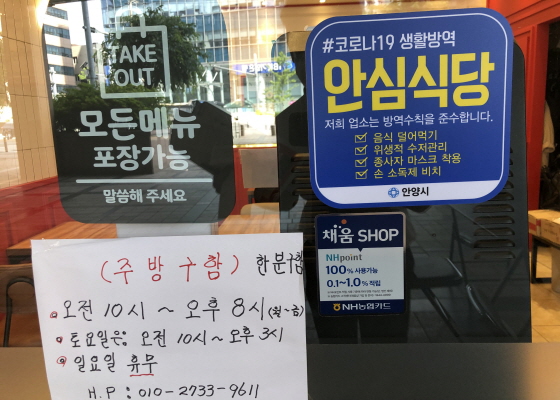 TAKE
OUT
모든메뉴
포장가능
말씀해 주세요
#코로나19 생활방역
안심식당
저희 업소는 방역수칙을 준수합니다.
음식 덜어먹기
위생적 수저관리
종사자 마스크 착용
손 소독제 비치
안양시
채움 SHOP
NHpoint
100% 사용가능
0.1~1.0% 적립
NH농협카드
(주방구함) 한분구함
오전 10시 ~ 오후 8시 (월~금)
토요일은: 오전 10시 ~ 오후 3시
일요일 휴무
H.P: 010-2733-9611